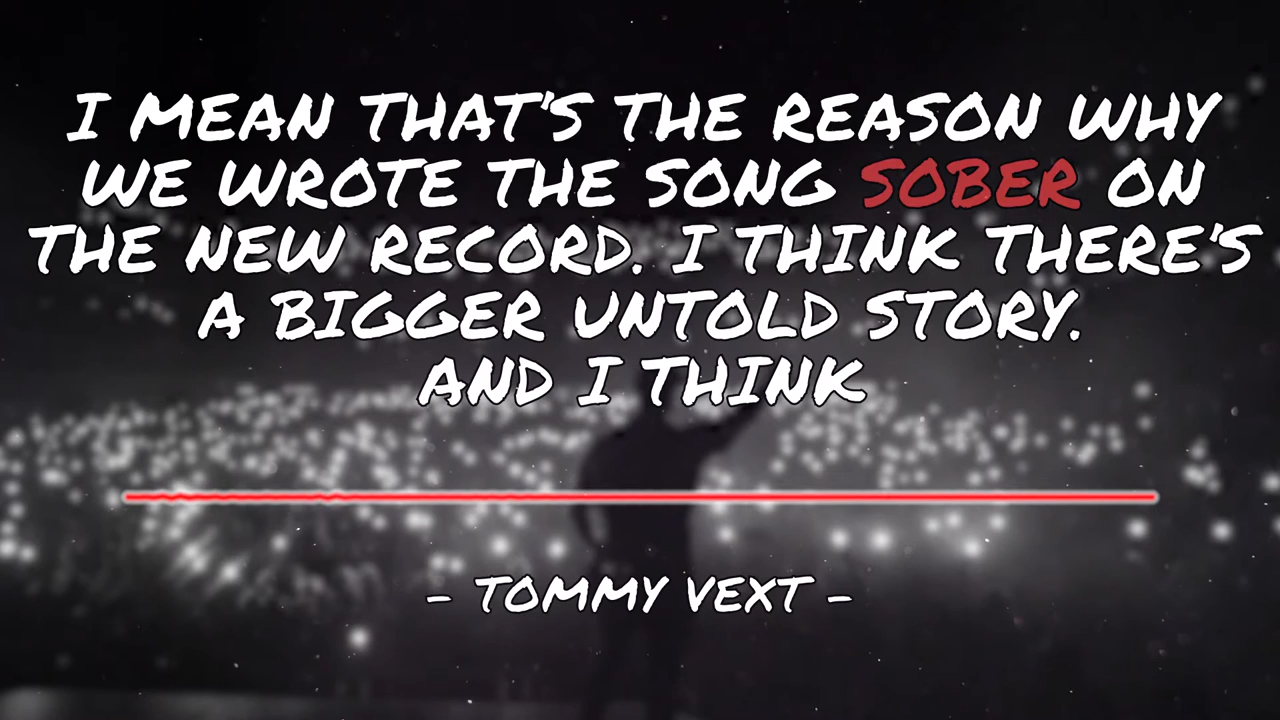 I MEAN THAT'S THE REASON WHY
WE WROTE THE SONG SOBER ON
THE NEW RECORD. I THINK THERE'S
A BIGGER UNTOLD STORY.
AND I THINK
- TOMMY VEXT -